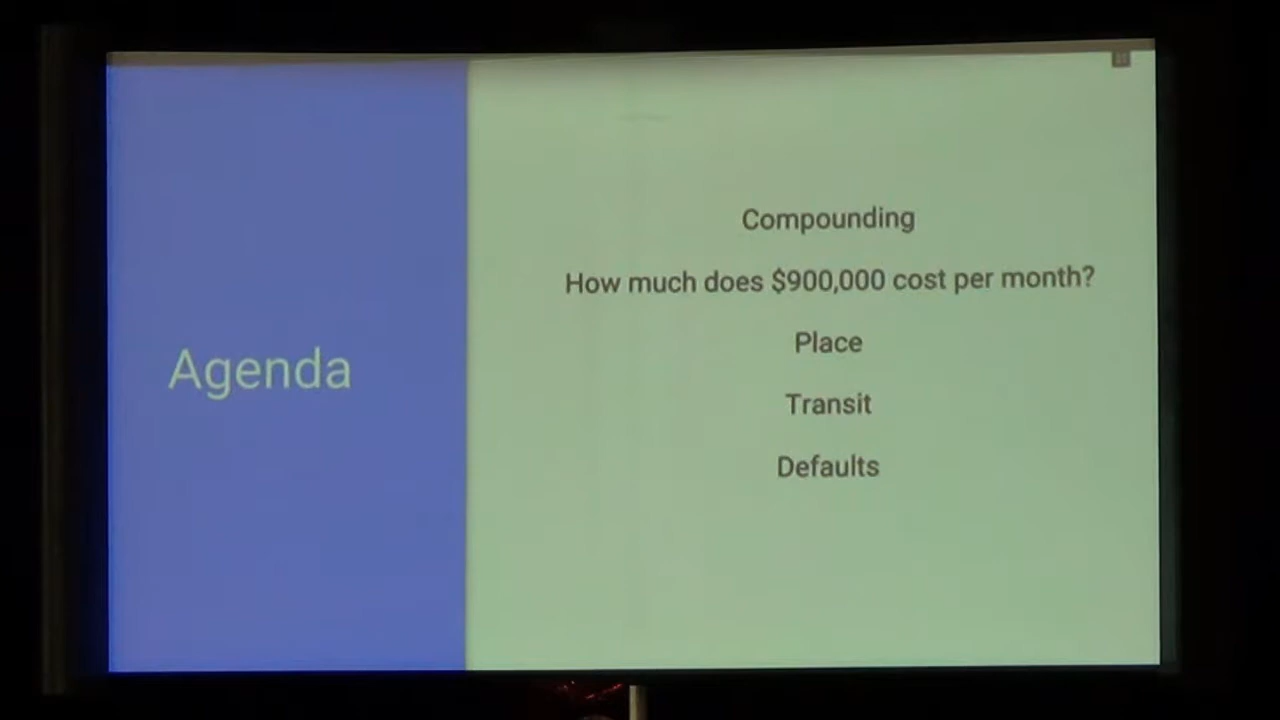 Agenda
Compounding
How much does $900,000 cost per month?
Place
Transit
Defaults